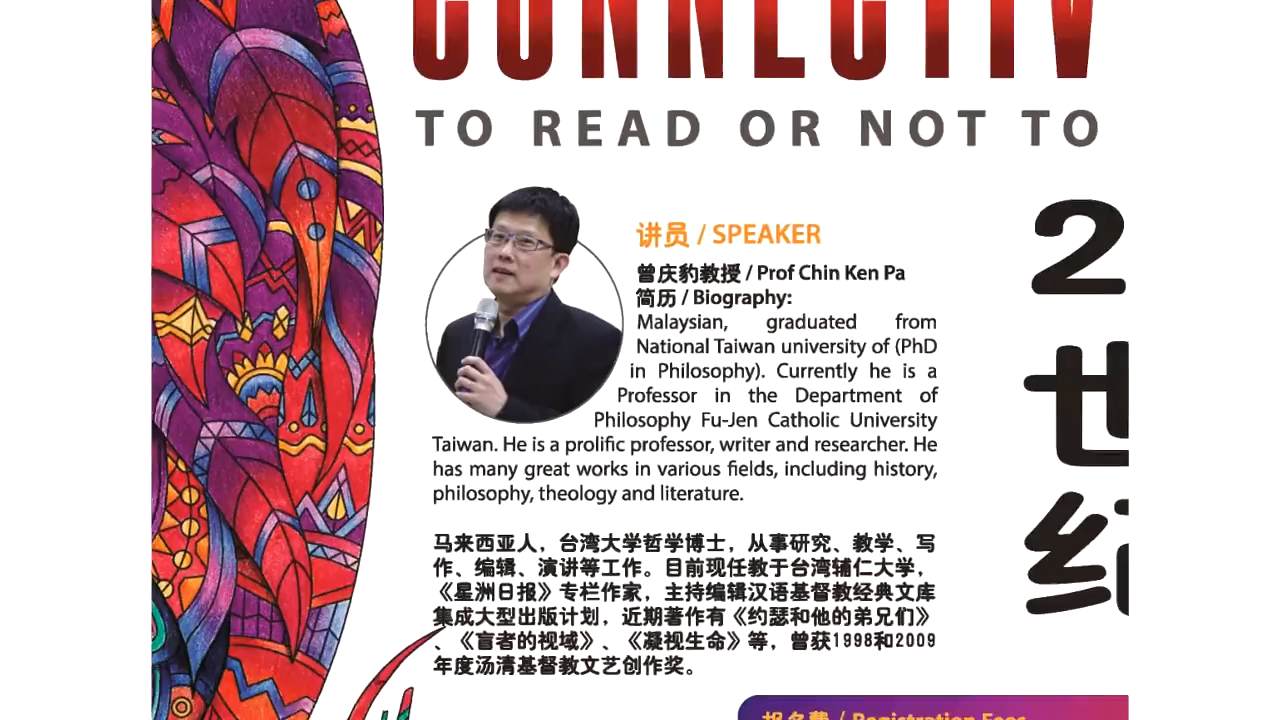 TO READ OR NOT TO
讲员 / SPEAKER
曾庆豹教授 / Prof Chin Ken Pa
简历 / Biography:
Malaysian, graduated from
National Taiwan university of (PhD
in Philosophy). Currently he is a
Professor in the Department of
Philosophy Fu-Jen Catholic University
Taiwan. He is a prolific professor, writer and researcher. He
has many great works in various fields, including history,
philosophy, theology and literature.
马来西亚人，台湾大学哲学博士，从事研究、教学、写
作、编辑、演讲等工作。目前现任教于台湾辅仁大学，
《星洲日报》专栏作家，主持编辑汉语基督教经典文库
集成大型出版计划，近期著作有《约瑟和他的弟兄们》
、《盲者的视域》、《凝视生命》等，曾获1998和2009
年度汤清基督教文艺创作奖。
2
世
纪
报名费 / Registration Fees